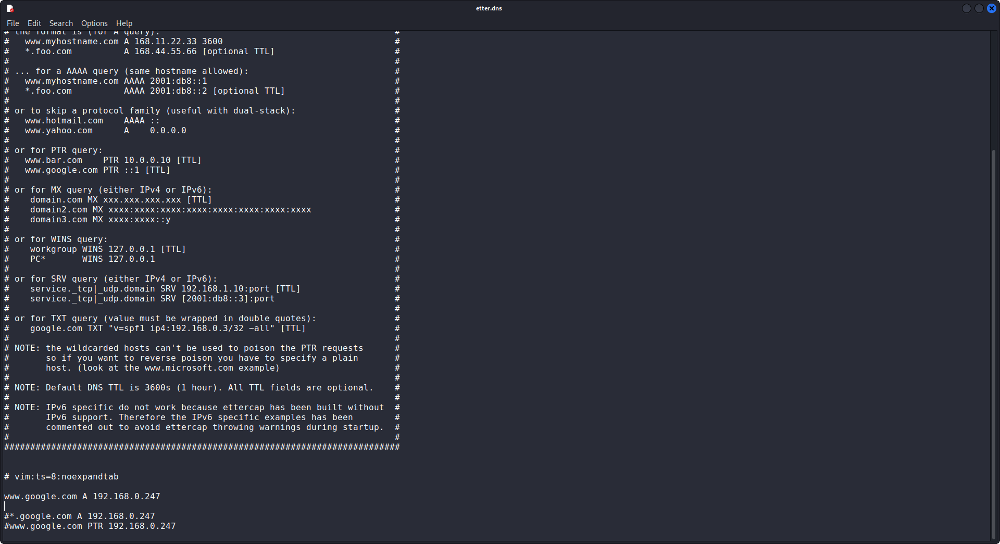 etter.dns
File Edit Search Options Help
# the format is (for A query): #
#   www.myhostname.com A 168.11.22.33 3600 #
#   *.foo.com          A 168.44.55.66 [optional TTL] #
# #
# ... for a AAAA query (same hostname allowed): #
#   www.myhostname.com AAAA 2001:db8::1 #
#   *.foo.com          AAAA 2001:db8::2 [optional TTL] #
# #
# or to skip a protocol family (useful with dual-stack): #
#   www.hotmail.com    AAAA :: #
#   www.yahoo.com      A    0.0.0.0 #
# #
# or for PTR query: #
#   www.bar.com    PTR 10.0.0.10 [TTL] #
#   www.google.com PTR ::1 [TTL] #
# #
# or for MX query (either IPv4 or IPv6): #
#    domain.com MX xxx.xxx.xxx.xxx [TTL] #
#    domain2.com MX xxxx:xxxx:xxxx:xxxx:xxxx:xxxx:xxxx:xxxx #
#    domain3.com MX xxxx:xxxx::y #
# #
# or for WINS query: #
#    workgroup WINS 127.0.0.1 [TTL] #
#    PC*       WINS 127.0.0.1 #
# #
# or for SRV query (either IPv4 or IPv6): #
#    service._tcp|_udp.domain SRV 192.168.1.10:port [TTL] #
#    service._tcp|_udp.domain SRV [2001:db8::3]:port #
# #
# or for TXT query (value must be wrapped in double quotes): #
#    google.com TXT "v=spf1 ip4:192.168.0.3/32 ~all" [TTL] #
# #
# NOTE: the wildcarded hosts can't be used to poison the PTR requests #
#       so if you want to reverse poison you have to specify a plain #
#       host. (look at the www.microsoft.com example) #
# #
# NOTE: Default DNS TTL is 3600s (1 hour). All TTL fields are optional. #
# #
# NOTE: IPv6 specific do not work because ettercap has been built without #
#       IPv6 support. Therefore the IPv6 specific examples has been #
#       commented out to avoid ettercap throwing warnings during startup. #
# #
############################################################################
# vim:ts=8:noexpandtab
www.google.com A 192.168.0.247
#*.google.com A 192.168.0.247
#www.google.com PTR 192.168.0.247